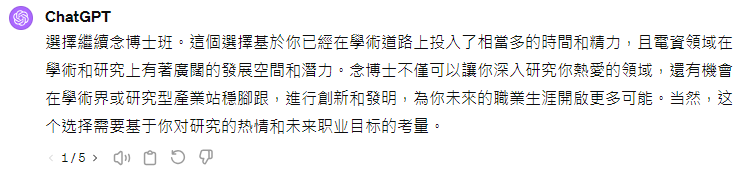 ChatGPT
選擇繼續念博士班。這個選擇基於你已經在學術道路上投入了相當多的時間和精力，且電資領域在
學術和研究上有著廣闊的發展空間和潛力。念博士不僅可以讓你深入研究你熱愛的領域，還有機會
在學術界或研究型產業站穩腳跟，進行創新和發明，為你未來的職業生涯開啟更多可能。当然，这
个选择需要基于你对研究的热情和未来职业目标的考量。
1/5